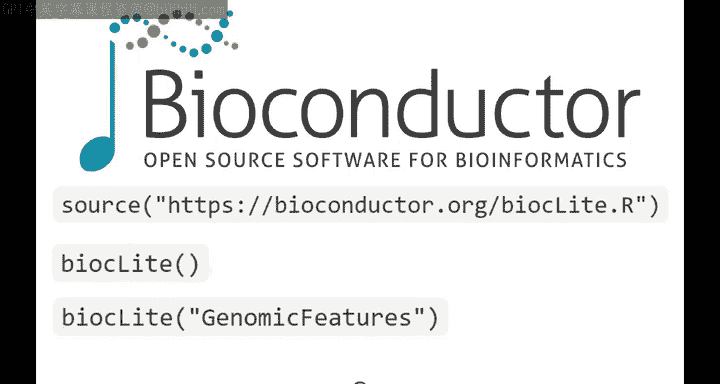 Bioconductor
OPEN SOURCE SOFTWARE FOR BIOINFORMATICS
source("https://bioconductor.org/biocLite.R")
biocLite()
biocLite("GenomicFeatures")